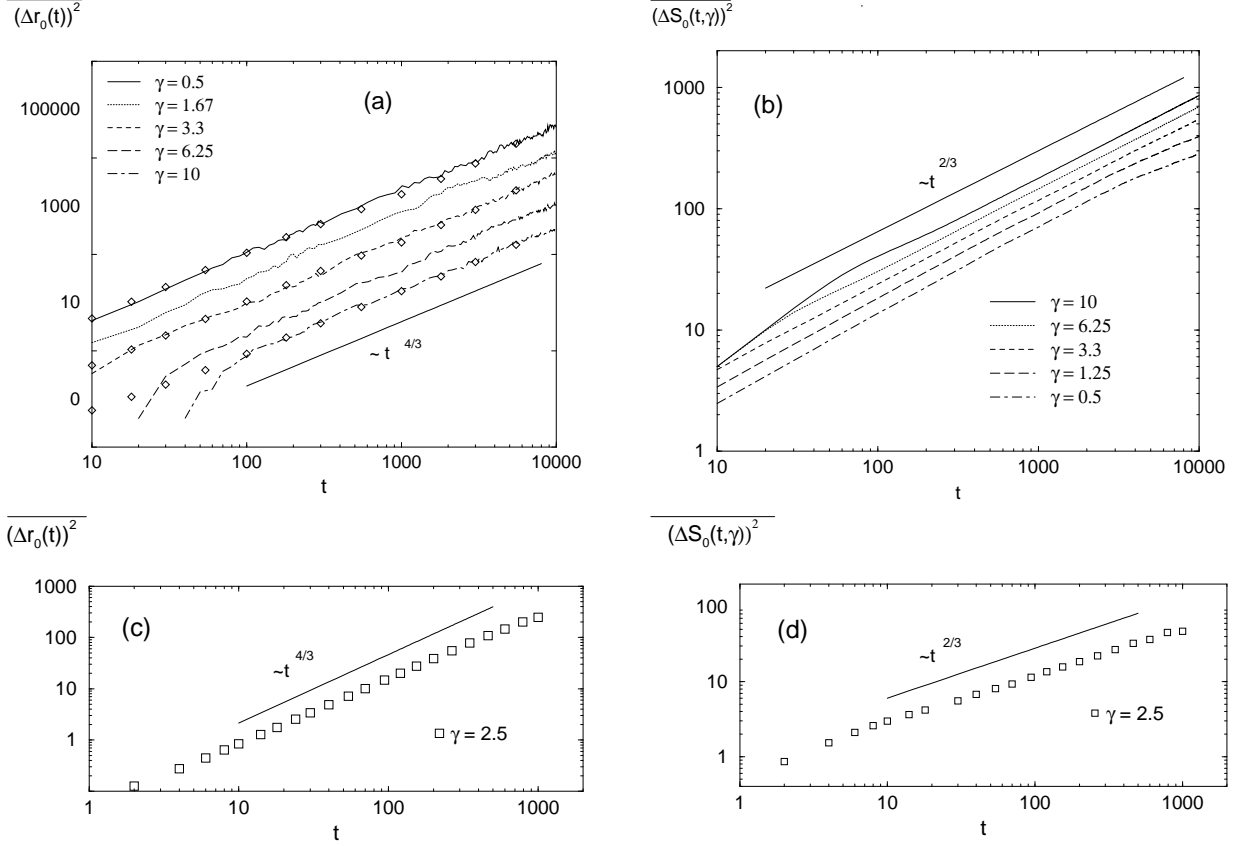 (Δr₀(t))²
100000
1000
10
0
γ = 0.5
γ = 1.67
γ = 3.3
γ = 6.25
γ = 10
(a)
~ t 4/3
10 100 1000 10000
t
(ΔS₀(t,γ))²
1000
100
10
1
(b)
~t 2/3
γ = 10
γ = 6.25
γ = 3.3
γ = 1.25
γ = 0.5
10 100 1000 10000
t
(Δr₀(t))²
1000
100
10
1
(c)
~t 4/3
γ = 2.5
1 10 100 1000
t
(ΔS₀(t,γ))²
100
10
1
(d)
~t 2/3
γ = 2.5
1 10 100 1000
t